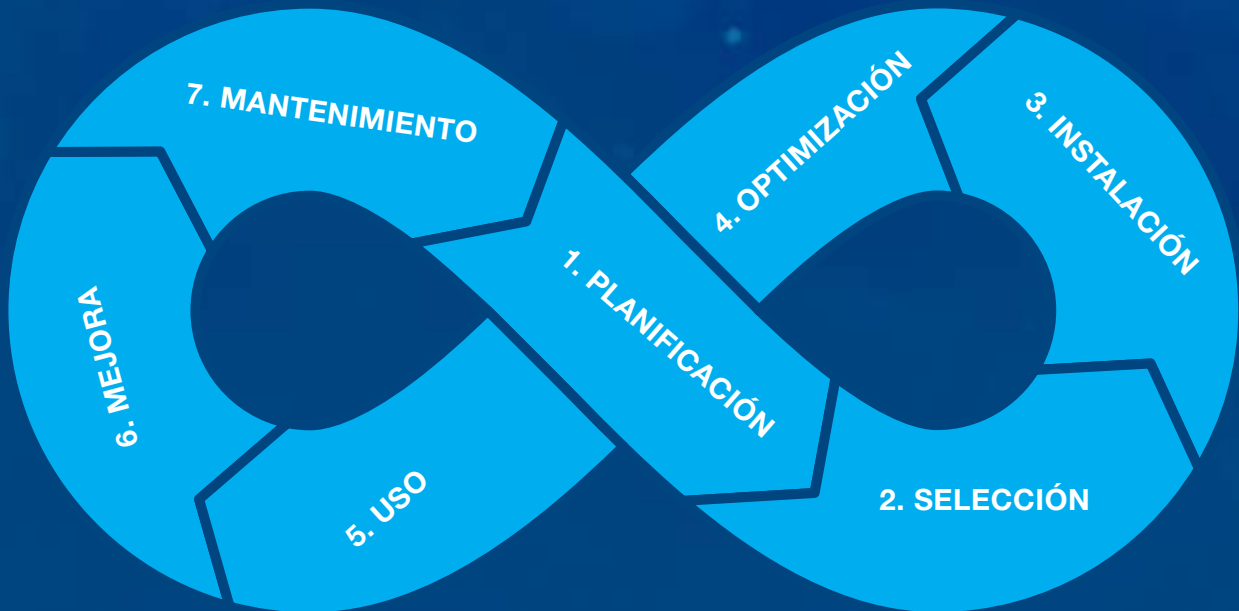 1. PLANIFICACIÓN
2. SELECCIÓN
3. INSTALACIÓN
4. OPTIMIZACIÓN
5. USO
6. MEJORA
7. MANTENIMIENTO